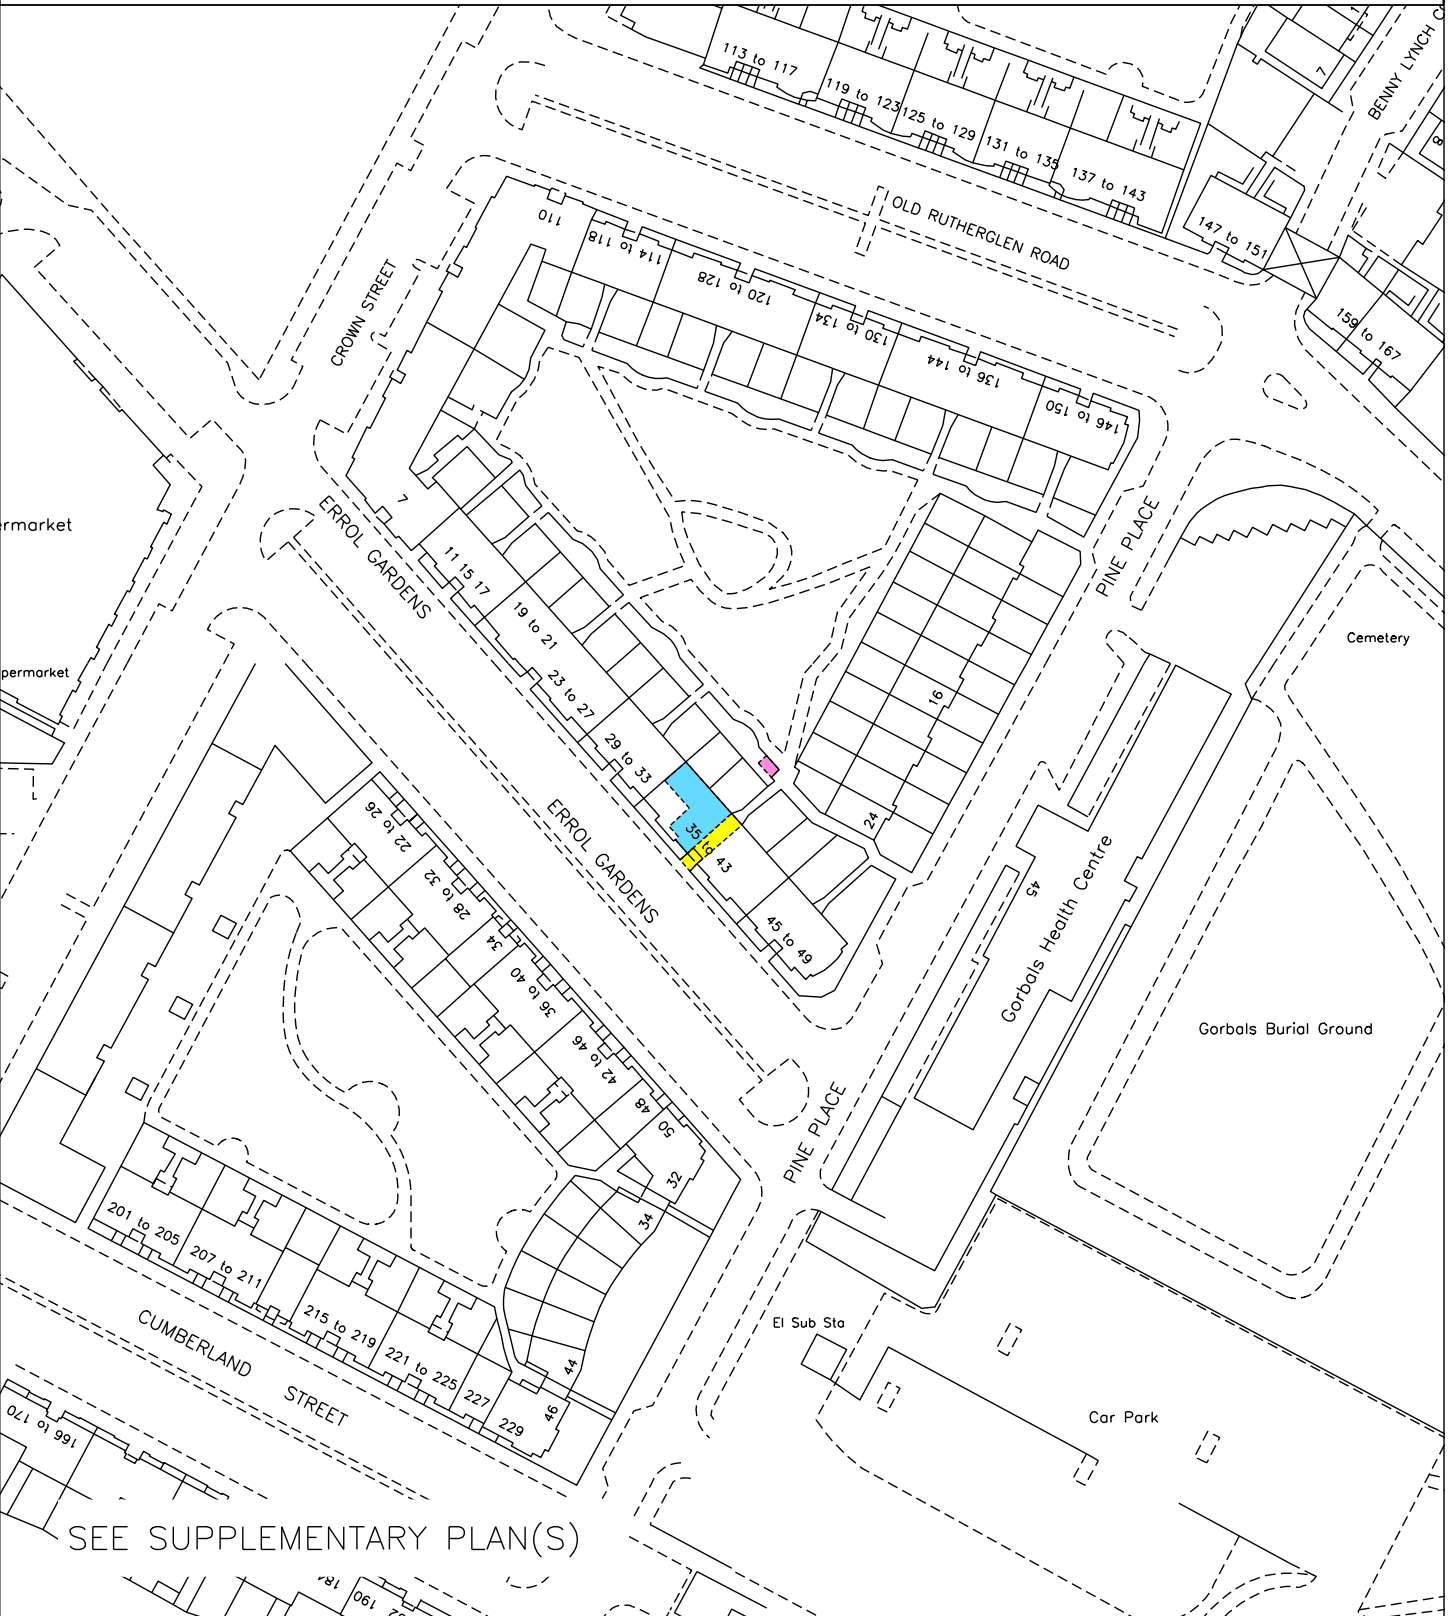 113 to 117
119 to 123
125 to 129
131 to 135
137 to 143
7
BENNY LYNCH C
8
147 to 151
159 to 167
OLD RUTHERGLEN ROAD
110
114 to 118
120 to 128
130 to 134
136 to 144
146 to 150
CROWN STREET
7
ERROL GARDENS
11 15 17
19 to 21
23 to 27
29 to 33
35 to 43
45 to 49
PINE PLACE
16
24
Cemetery
ermarket
permarket
ERROL GARDENS
22 to 26
28 to 32
34
36 to 40
42 to 46
48
50
32
34
45
Gorbals Health Centre
Gorbals Burial Ground
PINE PLACE
201 to 205
207 to 211
215 to 219
221 to 225
227
229
44
46
El Sub Sta
Car Park
CUMBERLAND
STREET
166 to 170
SEE SUPPLEMENTARY PLAN(S)
190